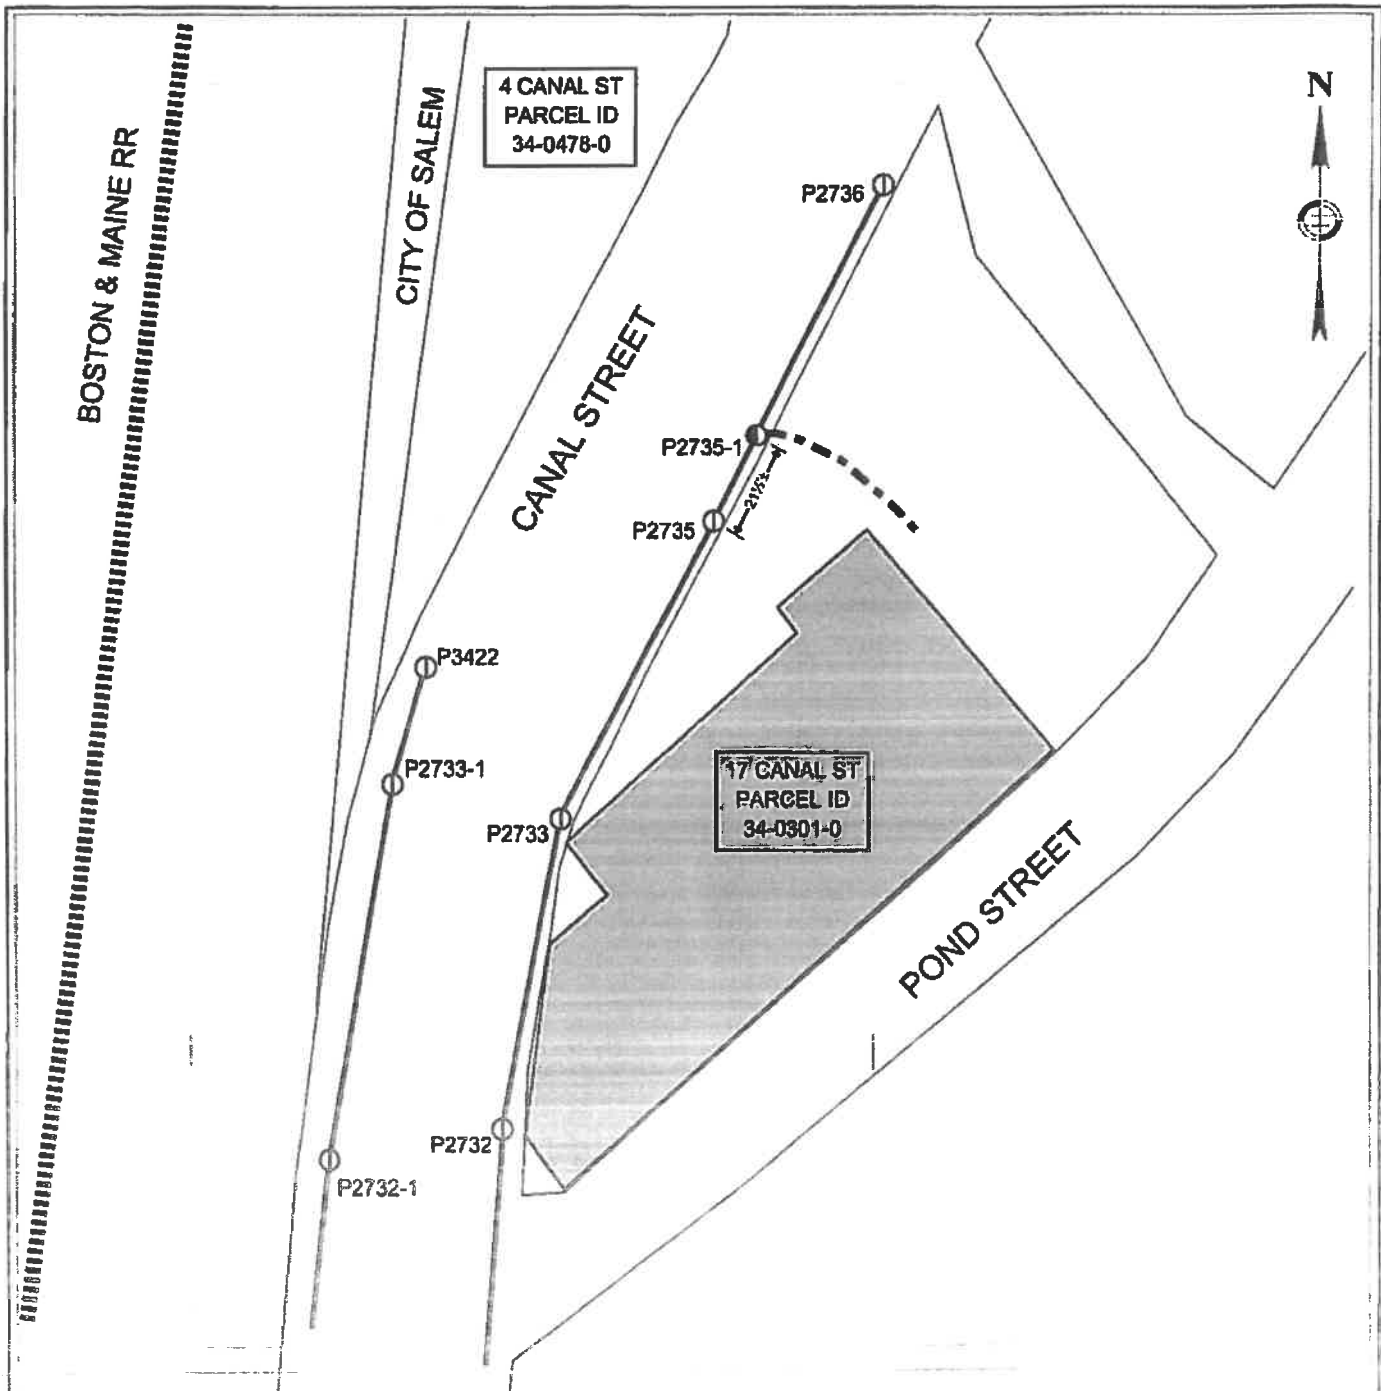 4 CANAL ST
PARCEL ID
34-0478-0
N
BOSTON & MAINE RR
CITY OF SALEM
P2736
CANAL STREET
P2735-1
P2735
P3422
P2733-1
P2733
17 CANAL ST
PARCEL ID
34-0301-0
POND STREET
P2732
P2732-1